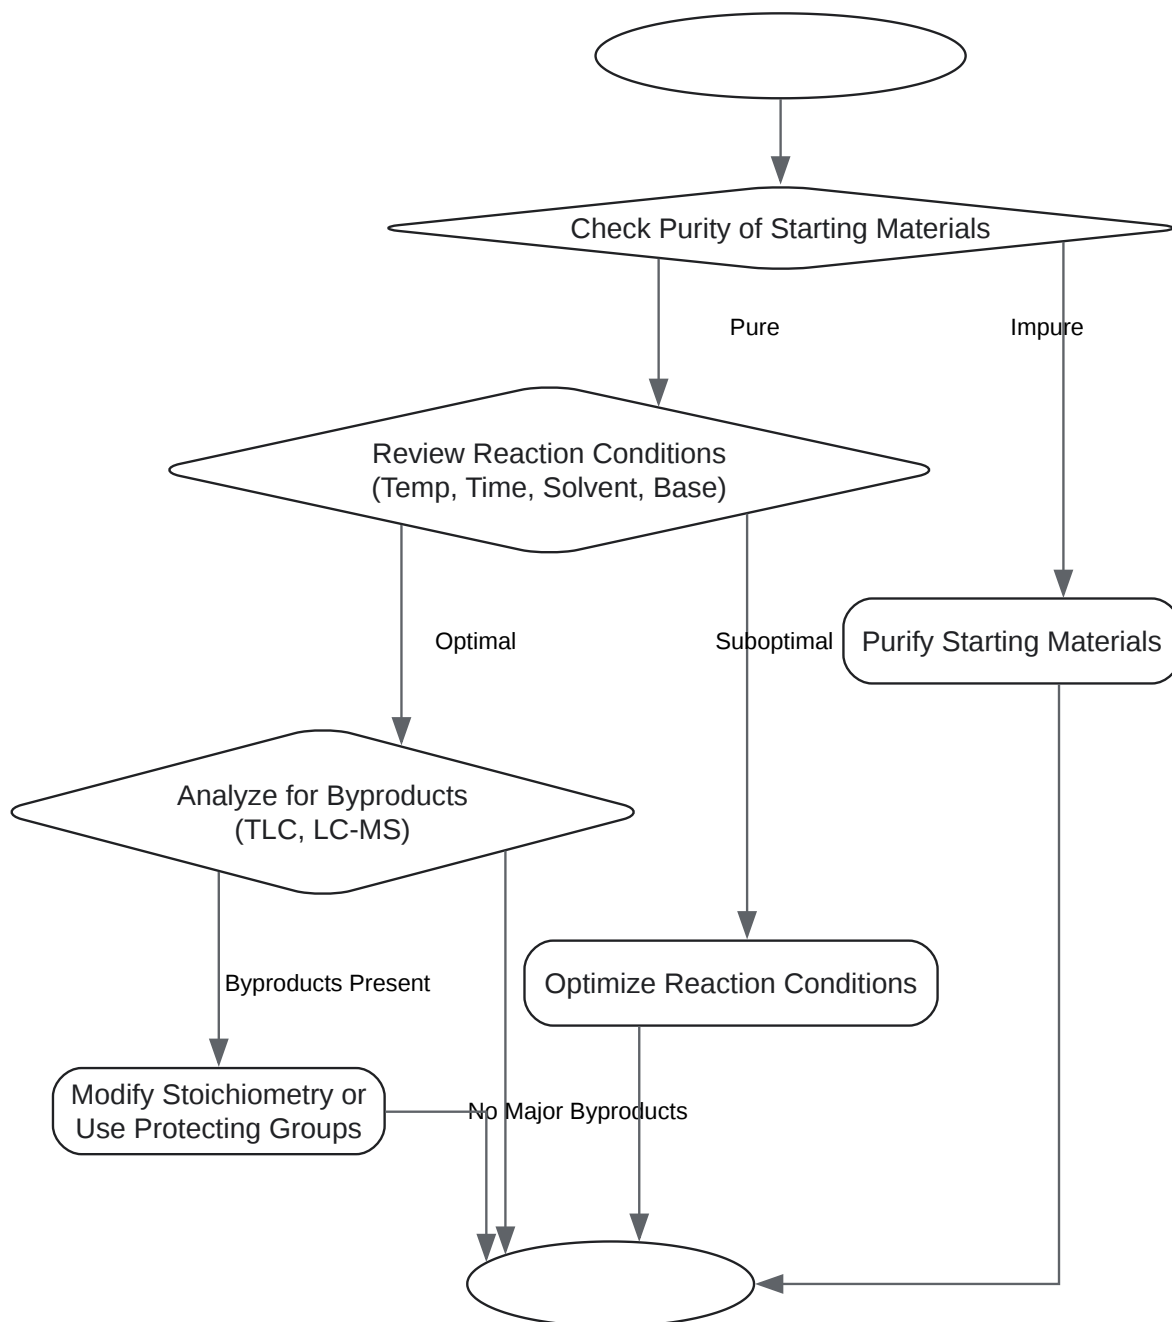 Check Purity of Starting Materials
Pure
Impure
Review Reaction Conditions
(Temp, Time, Solvent, Base)
Optimal
Suboptimal
Purify Starting Materials
Analyze for Byproducts
(TLC, LC-MS)
Byproducts Present
Optimize Reaction Conditions
Modify Stoichiometry or
Use Protecting Groups
No Major Byproducts